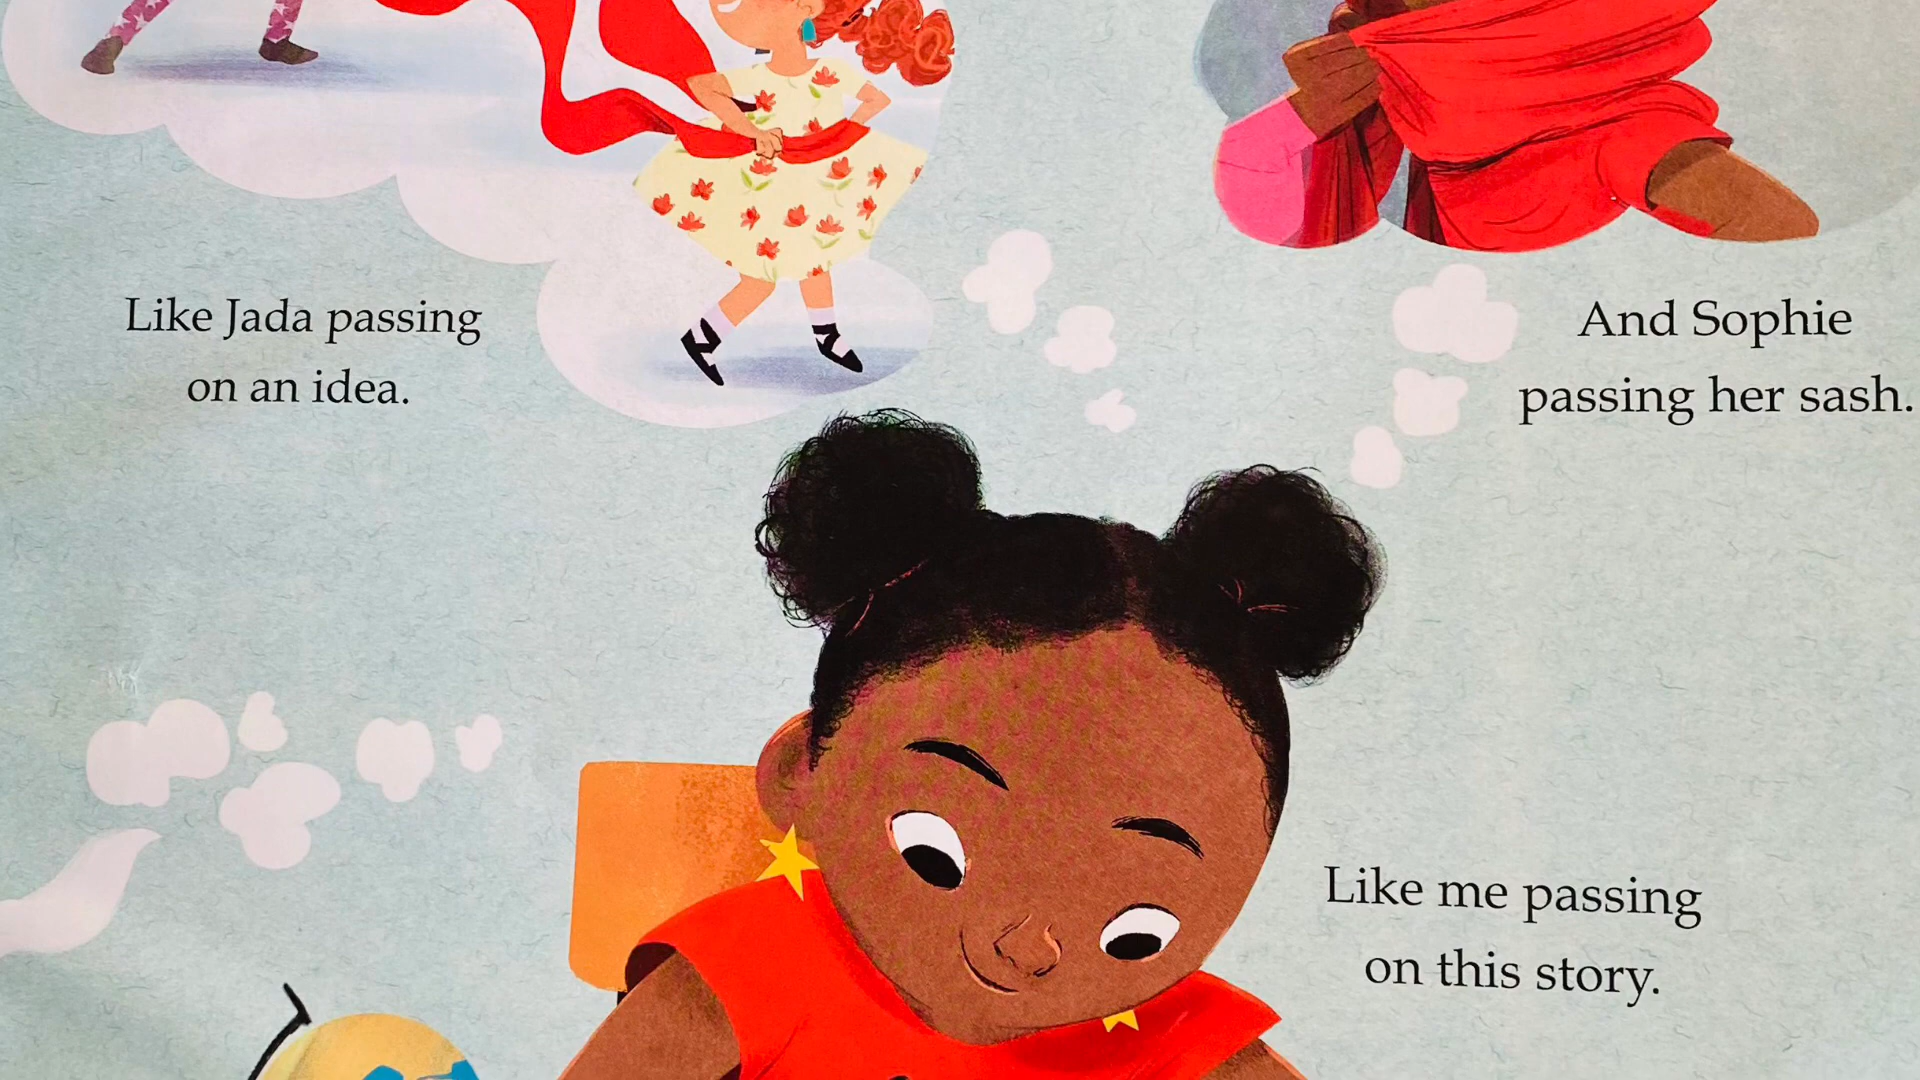 Like Jada passing
on an idea.
And Sophie
passing her sash.
Like me passing
on this story.